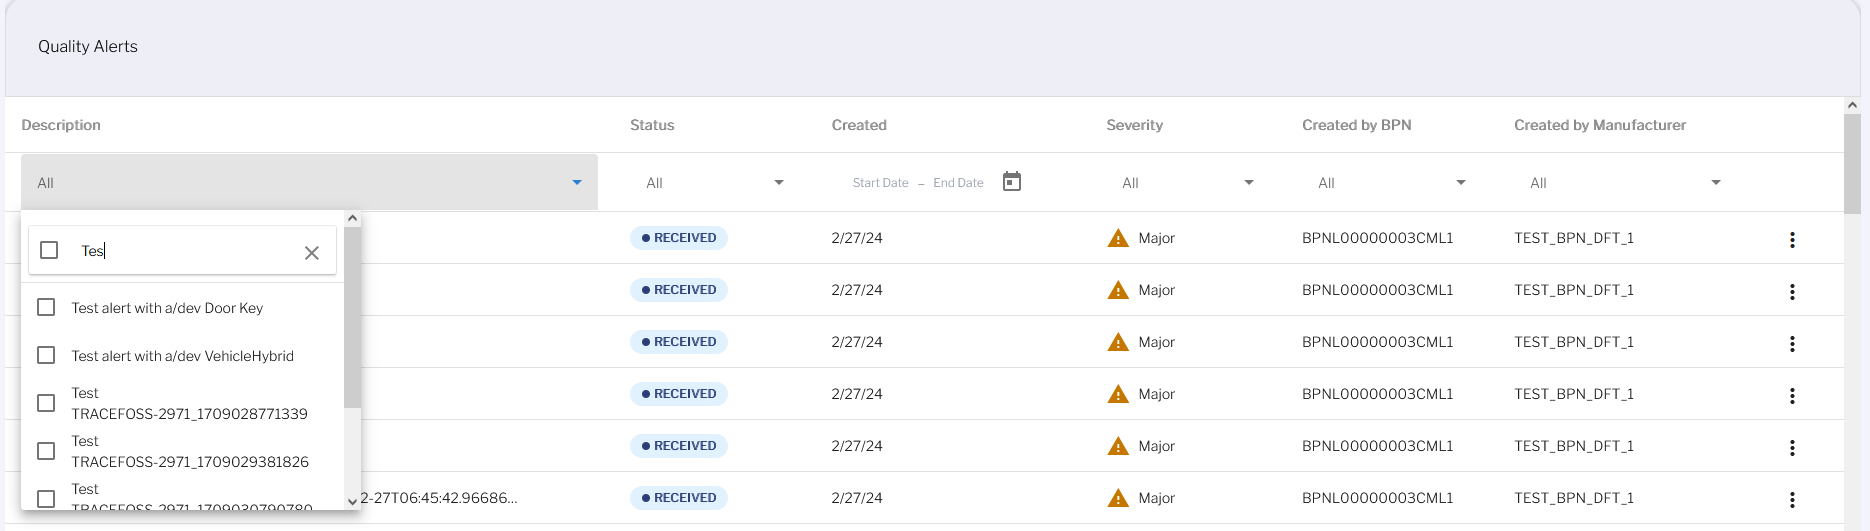 Quality Alerts
Description Status Created Severity Created by BPN Created by Manufacturer
All All Start Date – End Date All All All
Tes
RECEIVED 2/27/24 Major BPNL00000003CML1 TEST_BPN_DFT_1
Test alert with a/dev Door Key
RECEIVED 2/27/24 Major BPNL00000003CML1 TEST_BPN_DFT_1
Test alert with a/dev VehicleHybrid
RECEIVED 2/27/24 Major BPNL00000003CML1 TEST_BPN_DFT_1
Test
TRACEFOSS-2971_1709028771339
RECEIVED 2/27/24 Major BPNL00000003CML1 TEST_BPN_DFT_1
Test
TRACEFOSS-2971_1709029381826
RECEIVED 2/27/24 Major BPNL00000003CML1 TEST_BPN_DFT_1
Test
TRACEFOSS-2971_1709030790780
2-27T06:45:42.96686... RECEIVED 2/27/24 Major BPNL00000003CML1 TEST_BPN_DFT_1